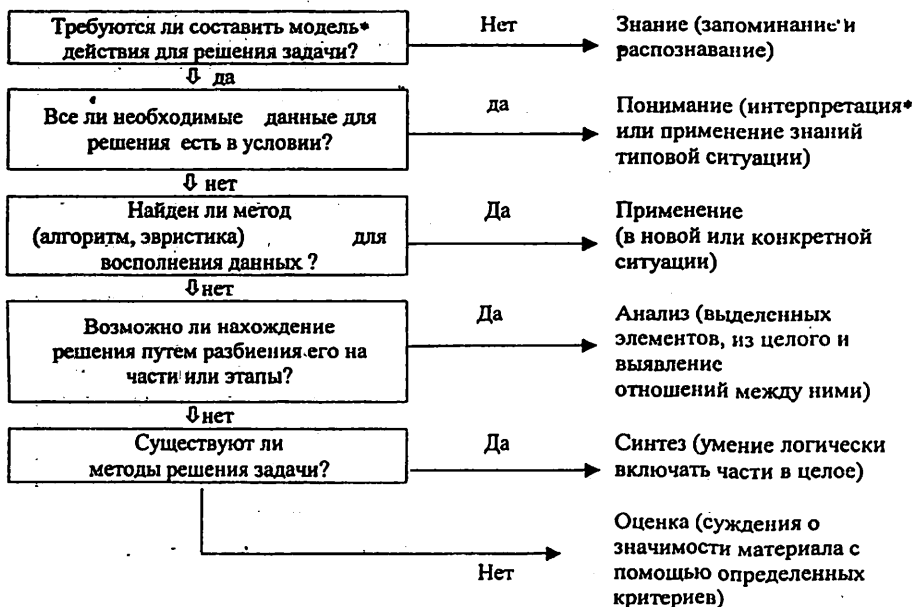 Требуются ли составить модель*
действия для решения задачи?
Нет
Знание (запоминание и
распознавание)
да
Все ли необходимые данные для
решения есть в условии?
да
Понимание (интерпретация*
или применение знаний
типовой ситуации)
нет
Найден ли метод
(алгоритм, эвристика) для
восполнения данных ?
Да
Применение
(в новой или конкретной
ситуации)
нет
Возможно ли нахождение
решения путем разбиения его на
части или этапы?
Да
Анализ (выделенных
элементов, из целого и
выявление
отношений между ними)
нет
Существуют ли
методы решения задачи?
Да
Синтез (умение логически
включать части в целое)
Нет
Оценка (суждения о
значимости материала с
помощью определенных
критериев)